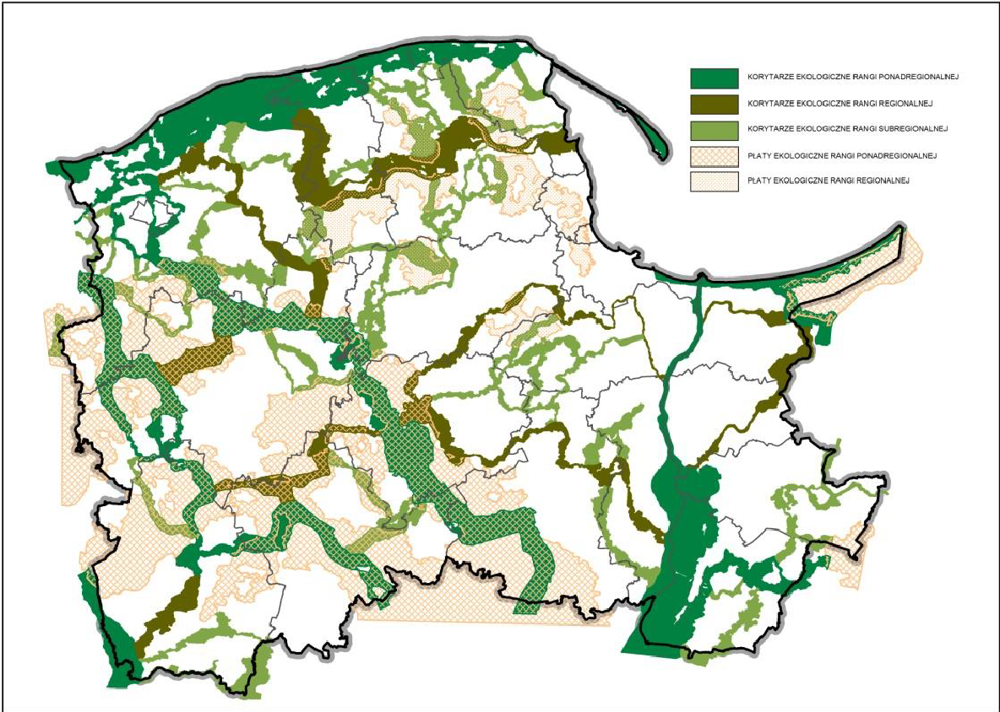 KORYTARZE EKOLOGICZNE RANGI PONADREGIONALNEJ
KORYTARZE EKOLOGICZNE RANGI REGIONALNEJ
KORYTARZE EKOLOGICZNE RANGI SUBREGIONALNEJ
PŁATY EKOLOGICZNE RANGI PONADREGIONALNEJ
PŁATY EKOLOGICZNE RANGI REGIONALNEJ